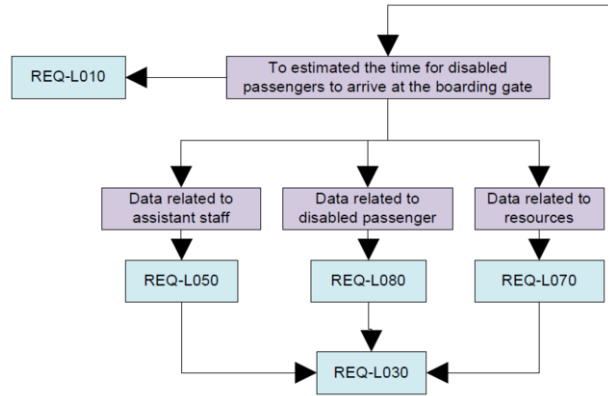 REQ-L010
To estimated the time for disabled
passengers to arrive at the boarding gate
Data related to
assistant staff
Data related to
disabled passenger
Data related to
resources
REQ-L050
REQ-L080
REQ-L070
REQ-L030